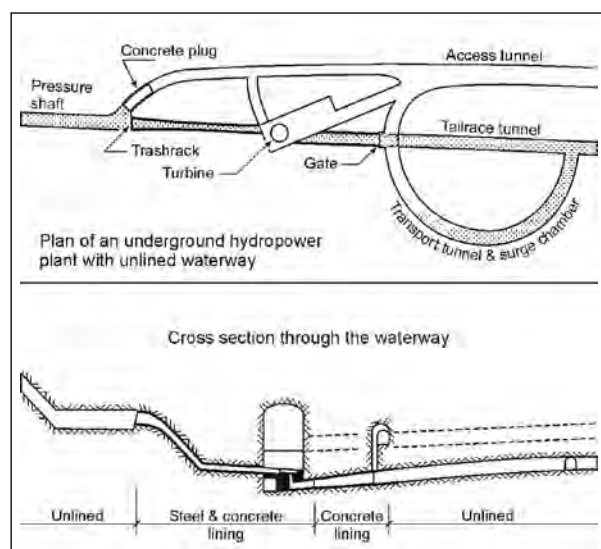 Concrete plug
Access tunnel
Pressure
shaft
Tailrace tunnel
Trashrack
Turbine
Gate
Transport tunnel & surge chamber
Plan of an underground hydropower
plant with unlined waterway
Cross section through the waterway
Unlined
Steel & concrete
lining
Concrete
lining
Unlined